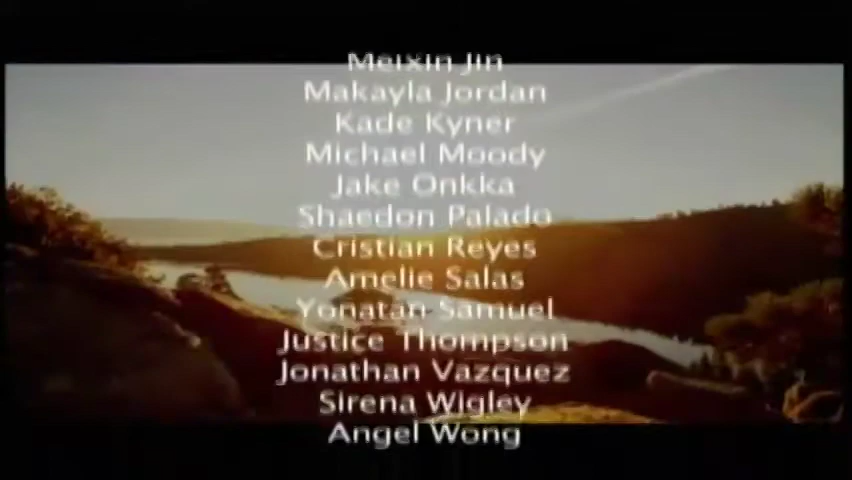 Meixin Jin
Makayla Jordan
Kade Kyner
Michael Moody
Jake Onkka
Shaedon Palado
Cristian Reyes
Amelie Salas
Yonatan Samuel
Justice Thompson
Jonathan Vazquez
Sirena Wigley
Angel Wong